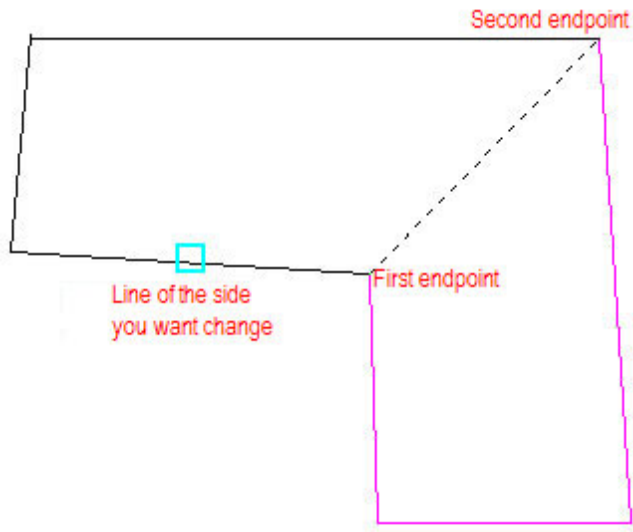 Second endpoint
First endpoint
Line of the side
you want change